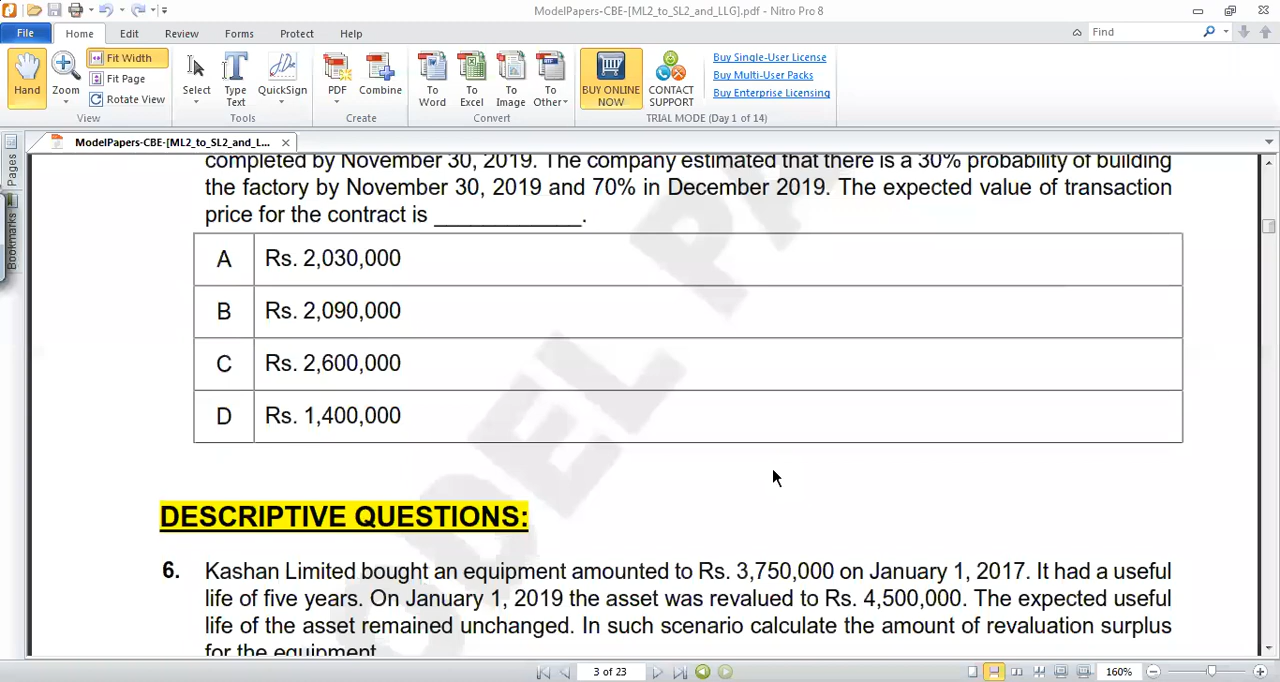 ModelPapers-CBE-[ML2_to_SL2_and_LLG].pdf - Nitro Pro 8
File Home Edit Review Forms Protect Help Find
Hand Zoom Fit Width Fit Page Rotate View Select Type Text QuickSign PDF Combine To Word To Excel To Image To Other BUY ONLINE NOW CONTACT SUPPORT Buy Single-User License
Buy Multi-User Packs
Buy Enterprise Licensing
View Tools Create Convert TRIAL MODE (Day 1 of 14)
ModelPapers-CBE-[ML2_to_SL2_and_L...
Pages
Bookmarks
completed by November 30, 2019. The company estimated that there is a 30% probability of building
the factory by November 30, 2019 and 70% in December 2019. The expected value of transaction
price for the contract is ____________.
A Rs. 2,030,000
B Rs. 2,090,000
C Rs. 2,600,000
D Rs. 1,400,000
DESCRIPTIVE QUESTIONS:
6. Kashan Limited bought an equipment amounted to Rs. 3,750,000 on January 1, 2017. It had a useful
life of five years. On January 1, 2019 the asset was revalued to Rs. 4,500,000. The expected useful
life of the asset remained unchanged. In such scenario calculate the amount of revaluation surplus
for the equipment.
ODEL PA
3 of 23 160%